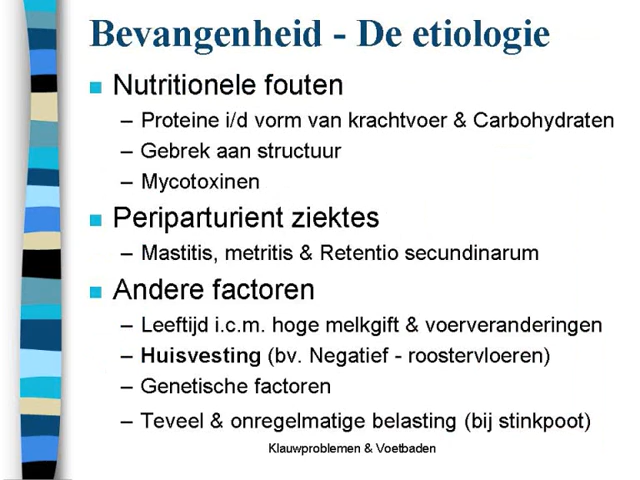 Bevangenheid - De etiologie
Nutritionele fouten
– Proteine i/d vorm van krachtvoer & Carbohydraten
– Gebrek aan structuur
– Mycotoxinen
Periparturient ziektes
– Mastitis, metritis & Retentio secundinarum
Andere factoren
– Leeftijd i.c.m. hoge melkgift & voerveranderingen
– Huisvesting (bv. Negatief - roostervloeren)
– Genetische factoren
– Teveel & onregelmatige belasting (bij stinkpoot)
Klauwproblemen & Voetbaden